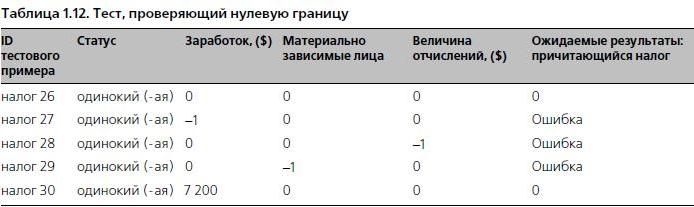 Таблица 1.12. Тест, проверяющий нулевую границу
ID тестового примера Статус Заработок, ($) Материально зависимые лица Величина отчислений, ($) Ожидаемые результаты: причитающийся налог
налог 26 одинокий (-ая) 0 0 0 0
налог 27 одинокий (-ая) –1 0 0 Ошибка
налог 28 одинокий (-ая) 0 0 –1 Ошибка
налог 29 одинокий (-ая) 0 –1 0 Ошибка
налог 30 одинокий (-ая) 7 200 0 0 0